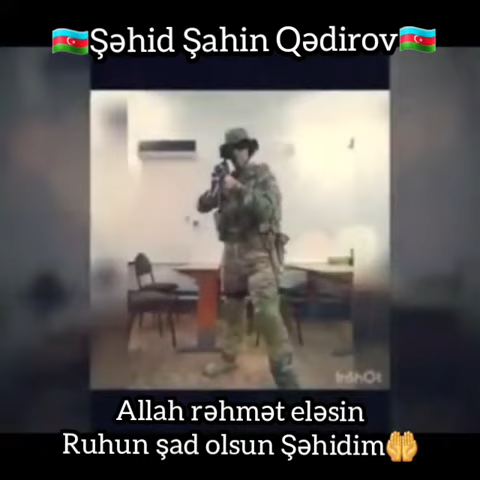 🇦🇿Şəhid Şahin Qədirov🇦🇿
InShOt
Allah rəhmət eləsin
Ruhun şad olsun Şəhidim🤲